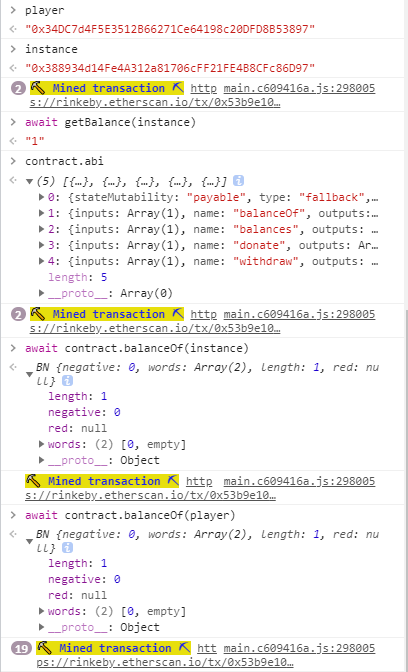 > player
<· "0x34DC7d4F5E3512B66271Ce64198c20DFD8B53897"
> instance
<· "0x388934d14Fe4A312a81706cFF21FE4B8CFc86D97"
2 ⛏ Mined transaction ⛏ http main.c609416a.js:298005
s://rinkeby.etherscan.io/tx/0x53b9e10…
> await getBalance(instance)
<· "1"
> contract.abi
<· ▼ (5) [{…}, {…}, {…}, {…}, {…}] i
▶ 0: {stateMutability: "payable", type: "fallback",…
▶ 1: {inputs: Array(1), name: "balanceOf", outputs:…
▶ 2: {inputs: Array(1), name: "balances", outputs: …
▶ 3: {inputs: Array(1), name: "donate", outputs: Ar…
▶ 4: {inputs: Array(1), name: "withdraw", outputs: …
length: 5
▶ __proto__: Array(0)
2 ⛏ Mined transaction ⛏ http main.c609416a.js:298005
s://rinkeby.etherscan.io/tx/0x53b9e10…
> await contract.balanceOf(instance)
<· BN {negative: 0, words: Array(2), length: 1, red: nu
▼ ll} i
length: 1
negative: 0
red: null
▶ words: (2) [0, empty]
▶ __proto__: Object
⛏ Mined transaction ⛏ http main.c609416a.js:298005
s://rinkeby.etherscan.io/tx/0x53b9e10…
> await contract.balanceOf(player)
<· BN {negative: 0, words: Array(2), length: 1, red: nu
▼ ll} i
length: 1
negative: 0
red: null
▶ words: (2) [0, empty]
▶ __proto__: Object
19 ⛏ Mined transaction ⛏ htt main.c609416a.js:298005
ps://rinkeby.etherscan.io/tx/0x53b9e10…